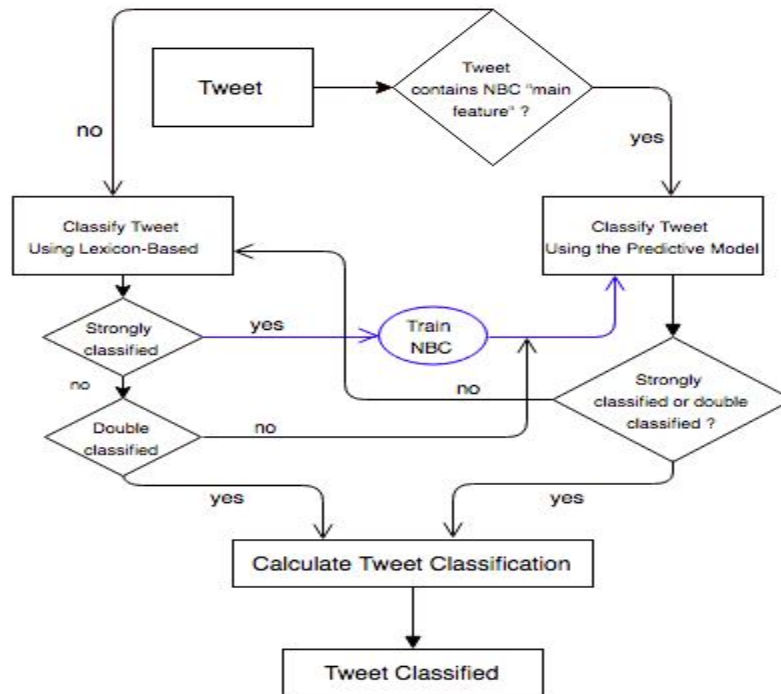 Tweet
Tweet
contains NBC "main
feature" ?
no
yes
Classify Tweet
Using Lexicon-Based
Classify Tweet
Using the Predictive Model
Strongly
classified
yes
Train
NBC
no
no
Strongly
classified or double
classified ?
Double
classified
no
yes
yes
Calculate Tweet Classification
Tweet Classified